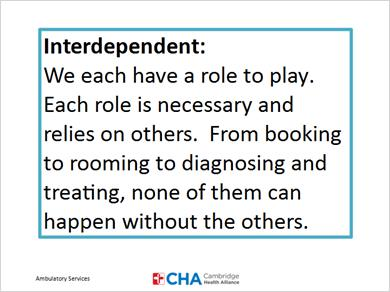 Interdependent:
We each have a role to play.
Each role is necessary and
relies on others.  From booking
to rooming to diagnosing and
treating, none of them can
happen without the others.
Ambulatory Services
CHA Cambridge
Health Alliance